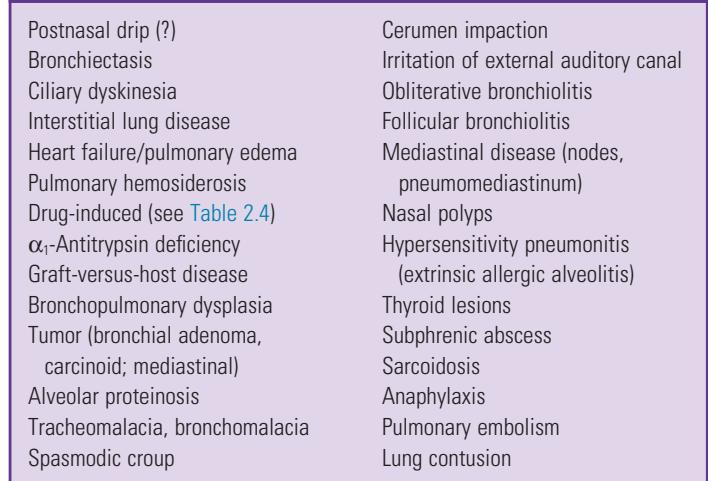 Postnasal drip (?)
Bronchiectasis
Ciliary dyskinesia
Interstitial lung disease
Heart failure/pulmonary edema
Pulmonary hemosiderosis
Drug-induced (see Table 2.4)
α₁-Antitrypsin deficiency
Graft-versus-host disease
Bronchopulmonary dysplasia
Tumor (bronchial adenoma,
carcinoid; mediastinal)
Alveolar proteinosis
Tracheomalacia, bronchomalacia
Spasmodic croup
Cerumen impaction
Irritation of external auditory canal
Obliterative bronchiolitis
Follicular bronchiolitis
Mediastinal disease (nodes,
pneumomediastinum)
Nasal polyps
Hypersensitivity pneumonitis
(extrinsic allergic alveolitis)
Thyroid lesions
Subphrenic abscess
Sarcoidosis
Anaphylaxis
Pulmonary embolism
Lung contusion